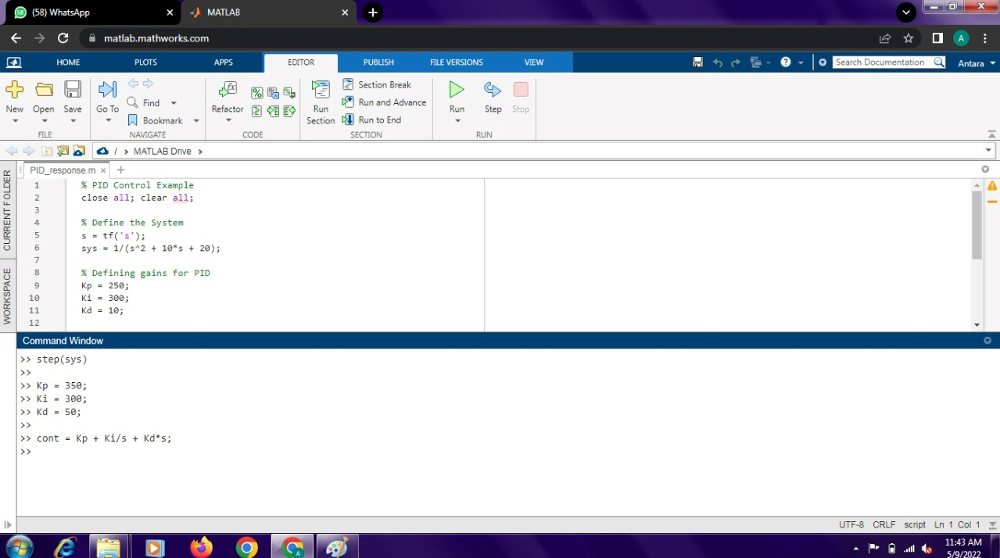 (58) WhatsApp
MATLAB
matlab.mathworks.com
A
HOME PLOTS APPS EDITOR PUBLISH FILE VERSIONS VIEW
Search Documentation
Antara
New Open Save
FILE
Go To
Find
Bookmark
NAVIGATE
Refactor
CODE
Run Section
Section Break
Run and Advance
Run to End
SECTION
Run Step Stop
RUN
/ > MATLAB Drive >
CURRENT FOLDER
WORKSPACE
PID_response.m × +
1 % PID Control Example
2 close all; clear all;
3
4 % Define the System
5 s = tf('s');
6 sys = 1/(s^2 + 10*s + 20);
7
8 % Defining gains for PID
9 Kp = 250;
10 Ki = 300;
11 Kd = 10;
12
Command Window
>> step(sys)
>>
>> Kp = 350;
>> Ki = 300;
>> Kd = 50;
>>
>> cont = Kp + Ki/s + Kd*s;
>>
UTF-8 CRLF script Ln 1 Col 1
11:43 AM
5/9/2022